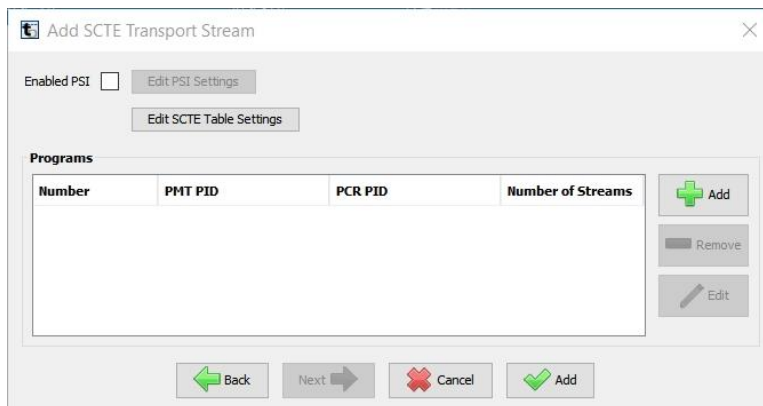 Add SCTE Transport Stream
Enabled PSI Edit PSI Settings
Edit SCTE Table Settings
Programs
Number PMT PID PCR PID Number of Streams
Add
Remove
Edit
Back Next Cancel Add